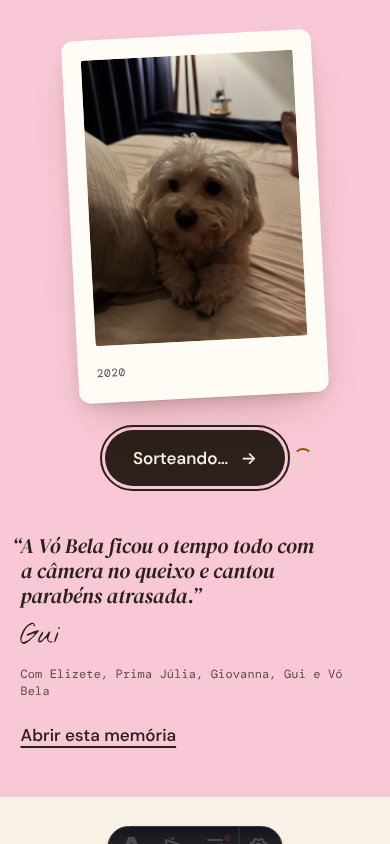 2020
Sorteando… →
“A Vó Bela ficou o tempo todo com
a câmera no queixo e cantou
parabéns atrasada.”
Gui
Com Elizete, Prima Júlia, Giovanna, Gui e Vó
Bela
Abrir esta memória